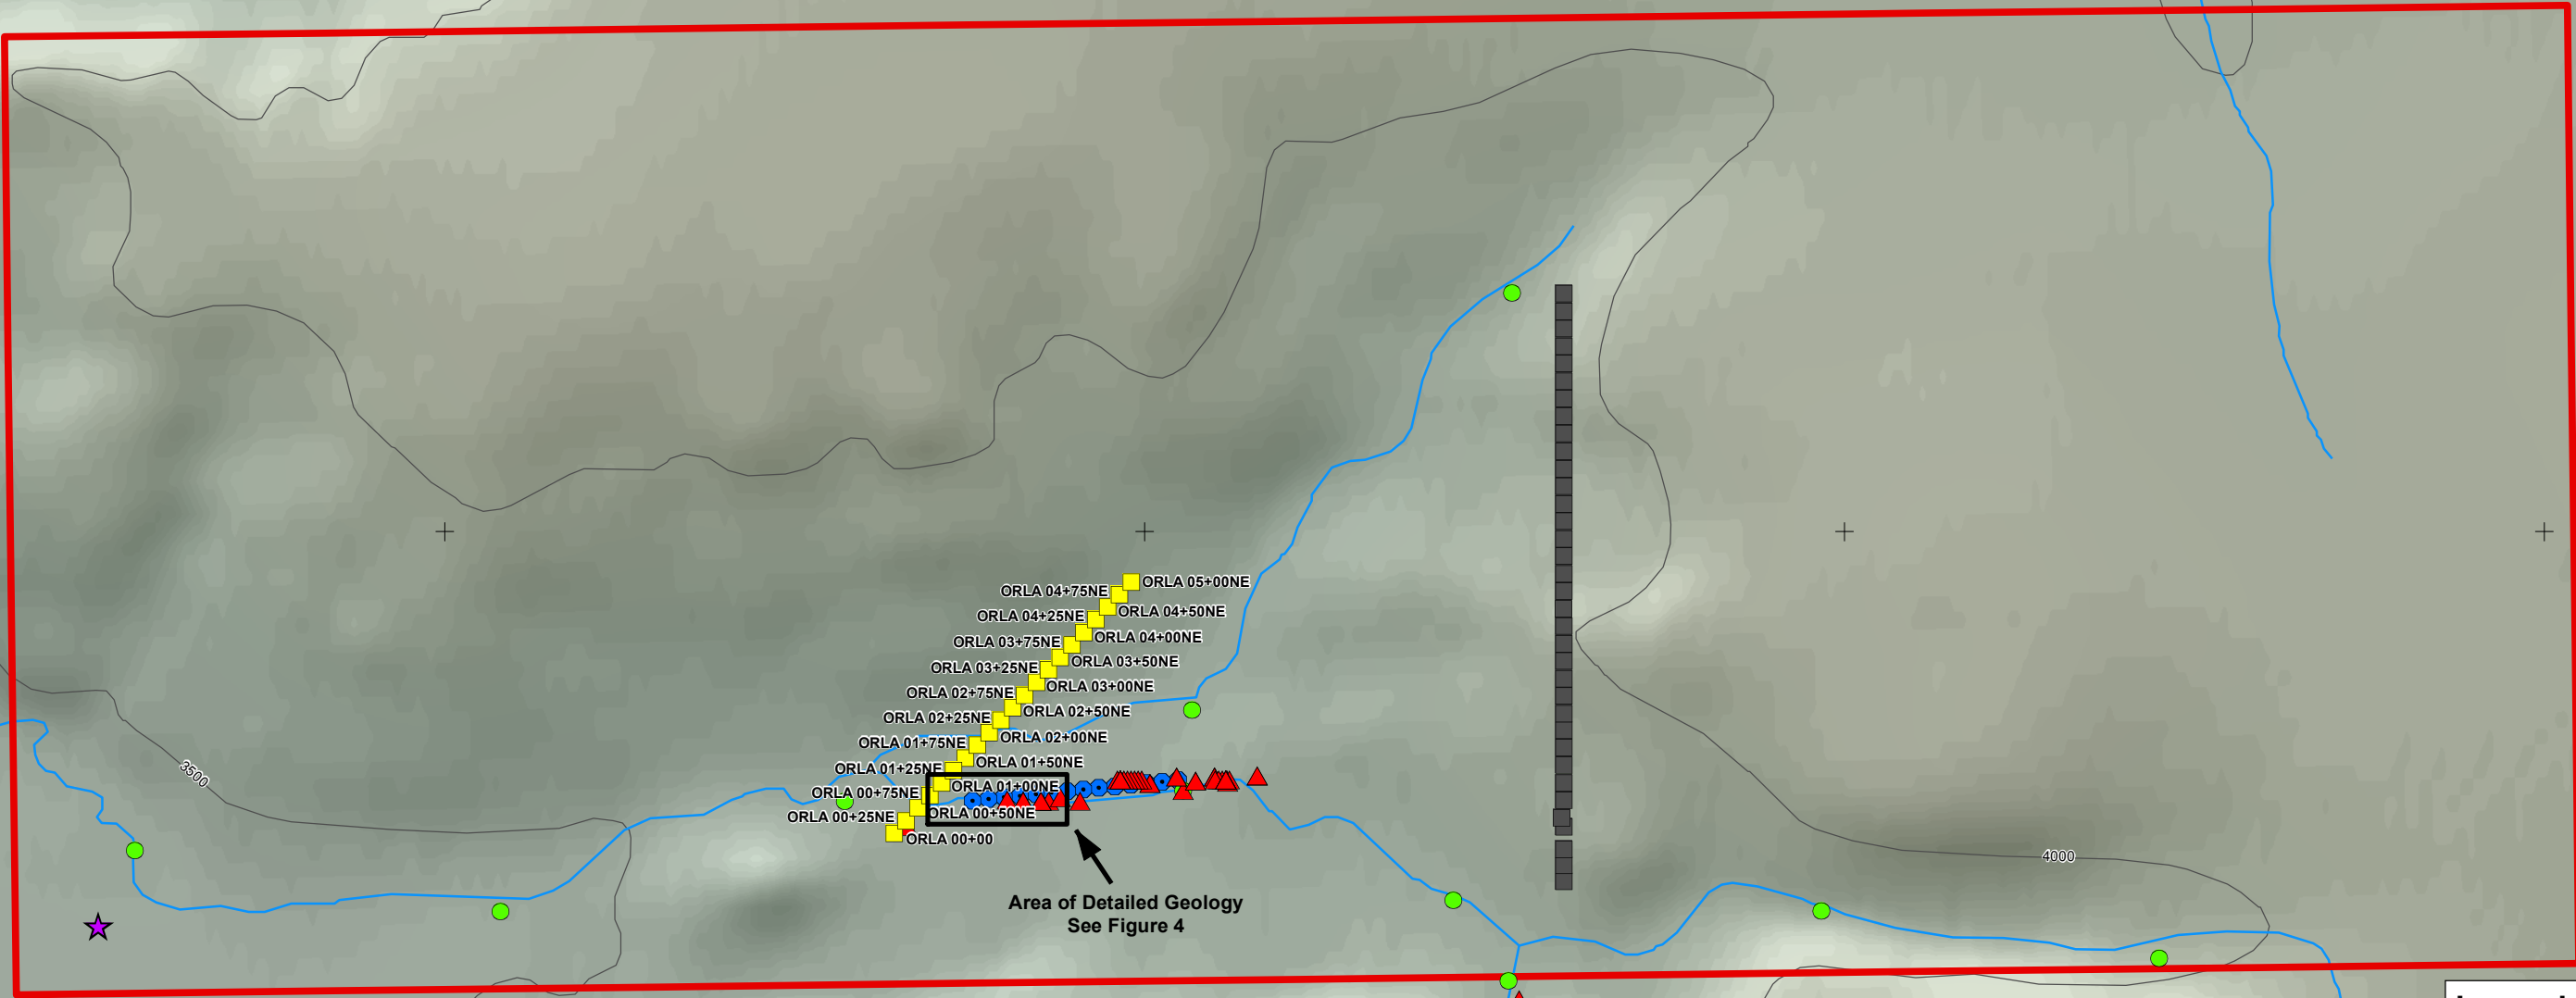 ORLA 05+00NE
ORLA 04+75NE
ORLA 04+50NE
ORLA 04+25NE
ORLA 04+00NE
ORLA 03+75NE
ORLA 03+50NE
ORLA 03+25NE
ORLA 03+00NE
ORLA 02+75NE
ORLA 02+50NE
ORLA 02+25NE
ORLA 02+00NE
ORLA 01+75NE
ORLA 01+50NE
ORLA 01+25NE
3500
ORLA 01+00NE
ORLA 00+75NE
ORLA 00+50NE
ORLA 00+25NE
ORLA 00+00
4000
Area of Detailed Geology
See Figure 4